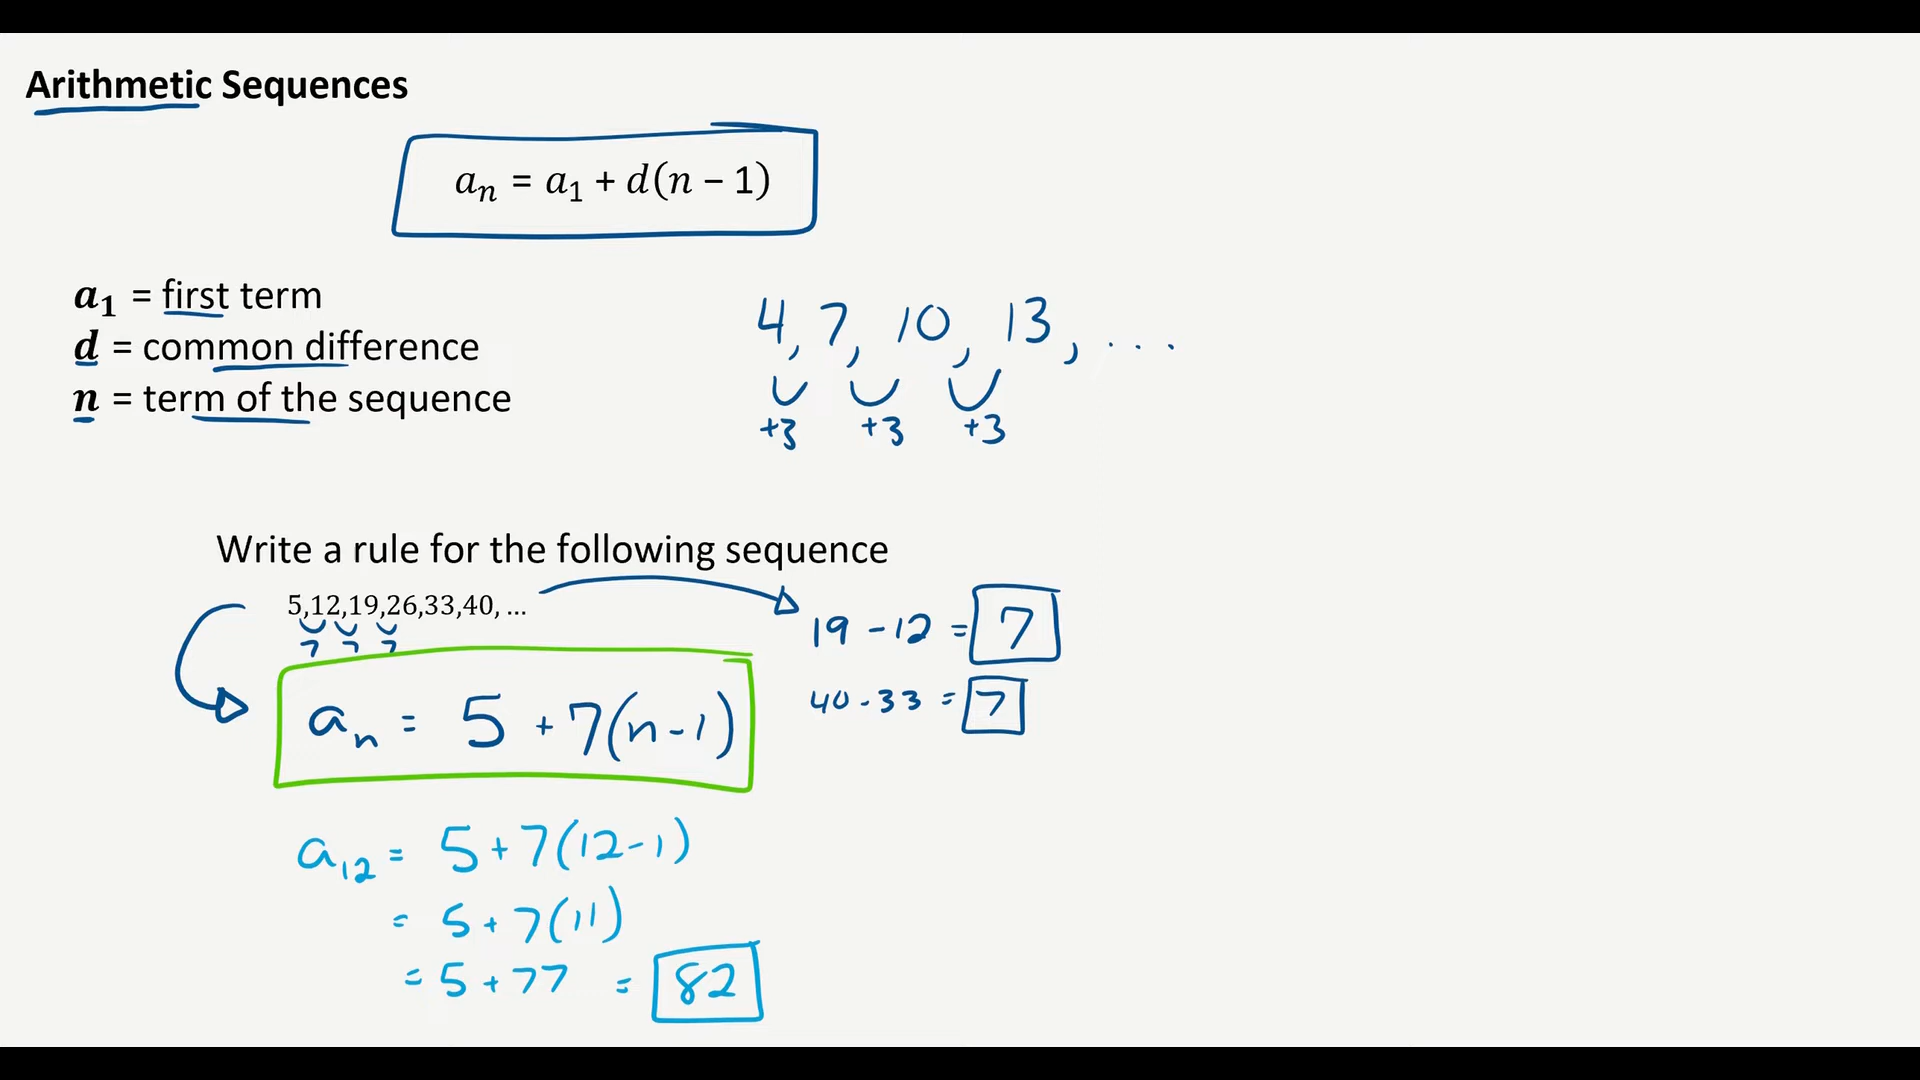 Arithmetic Sequences
aₙ = a₁ + d(n − 1)
a₁ = first term
d = common difference
n = term of the sequence
4, 7, 10, 13, ...
+3 +3 +3
Write a rule for the following sequence
5,12,19,26,33,40, ...
7 7 7
19 - 12 = 7
40 - 33 = 7
aₙ = 5 + 7(n-1)
a₁₂ = 5 + 7(12-1)
= 5 + 7(11)
= 5 + 77 = 82